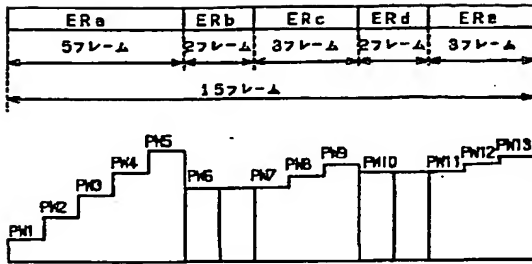 ERa ERb ERc ERd ERe
5フレーム 2フレーム 3フレーム 2フレーム 3フレーム
15フレーム
PW1 PW2 PW3 PW4 PW5 PW6 PW7 PW8 PW9 PW10 PW11 PW12 PW13